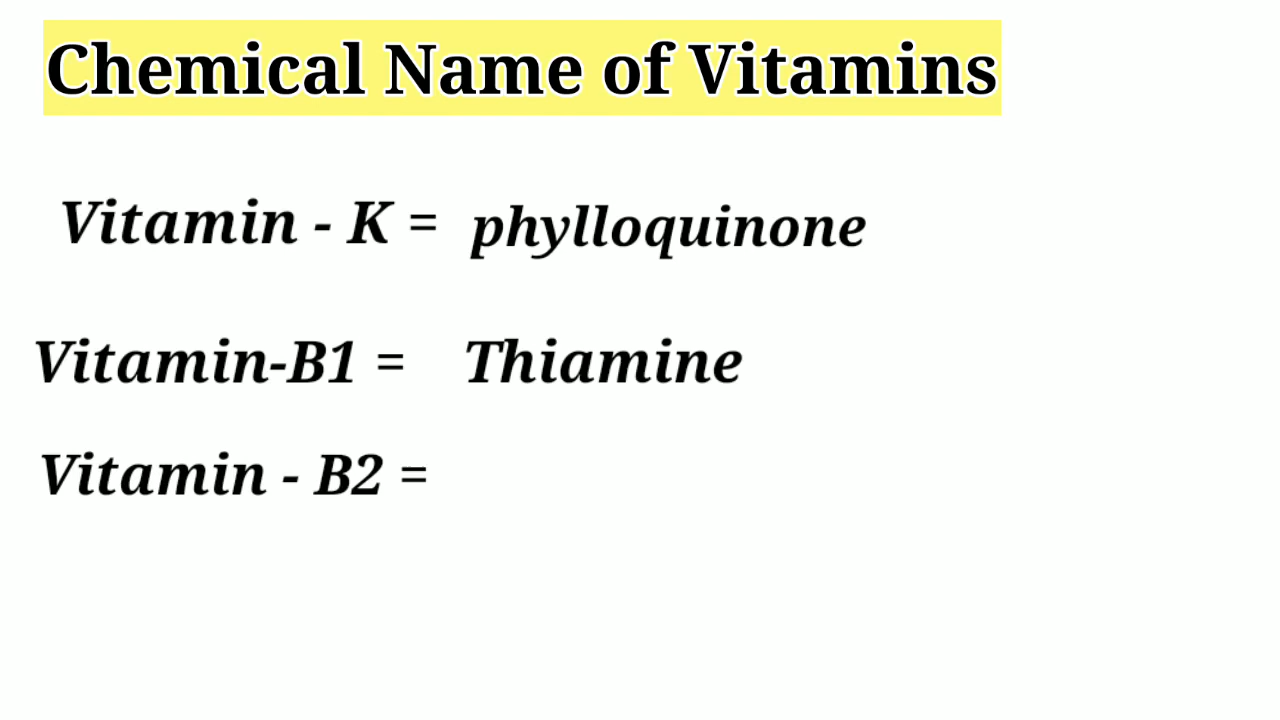 Chemical Name of Vitamins
Vitamin - K = phylloquinone
Vitamin-B1 = Thiamine
Vitamin - B2 =